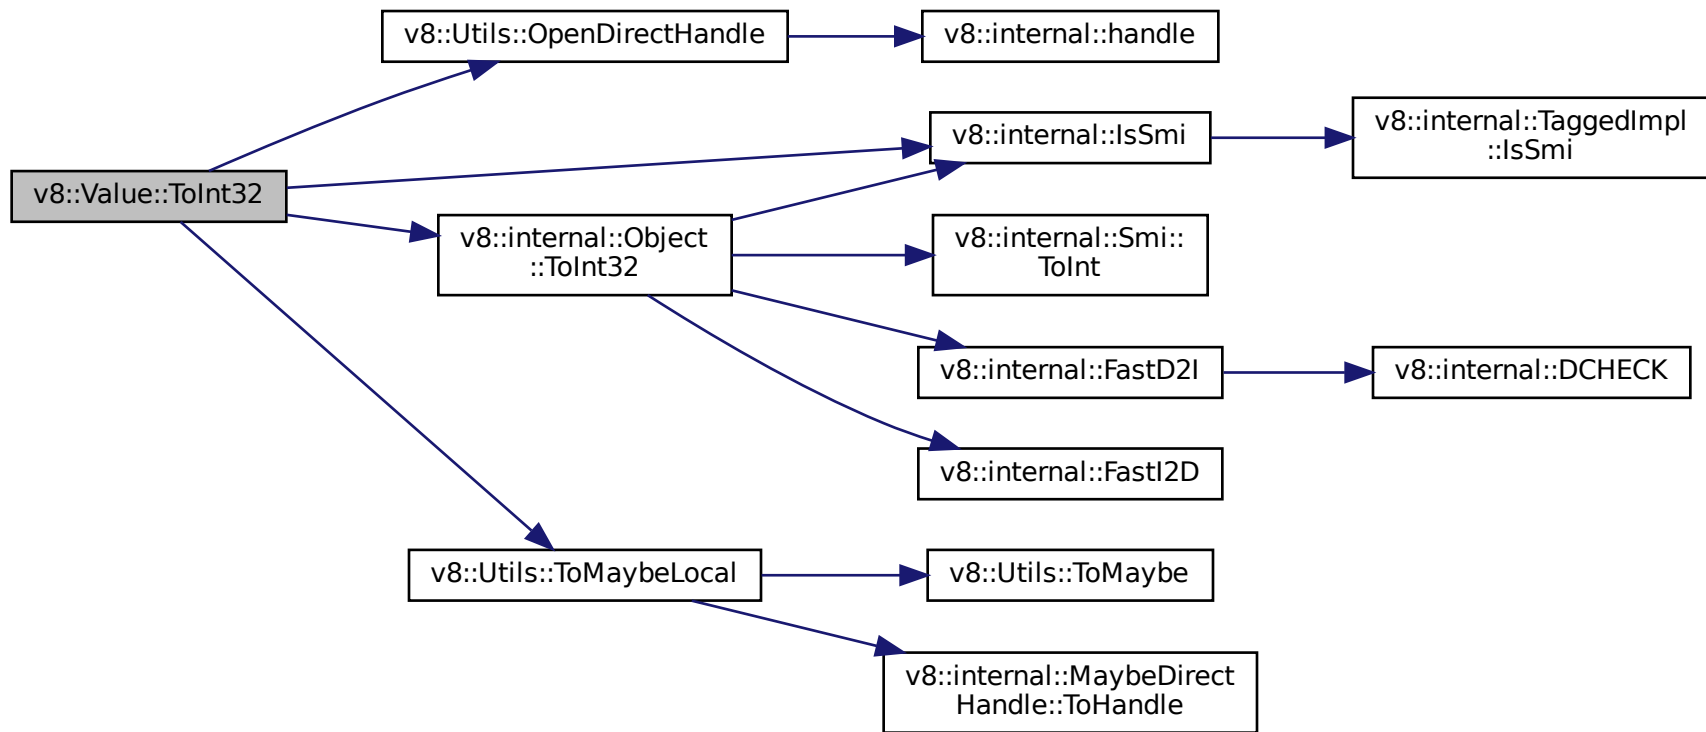 v8::Utils::OpenDirectHandle
v8::internal::handle
v8::internal::IsSmi
v8::internal::TaggedImpl
::IsSmi
v8::Value::ToInt32
v8::internal::Object
::ToInt32
v8::internal::Smi::
ToInt
v8::internal::FastD2I
v8::internal::DCHECK
v8::internal::FastI2D
v8::Utils::ToMaybeLocal
v8::Utils::ToMaybe
v8::internal::MaybeDirect
Handle::ToHandle